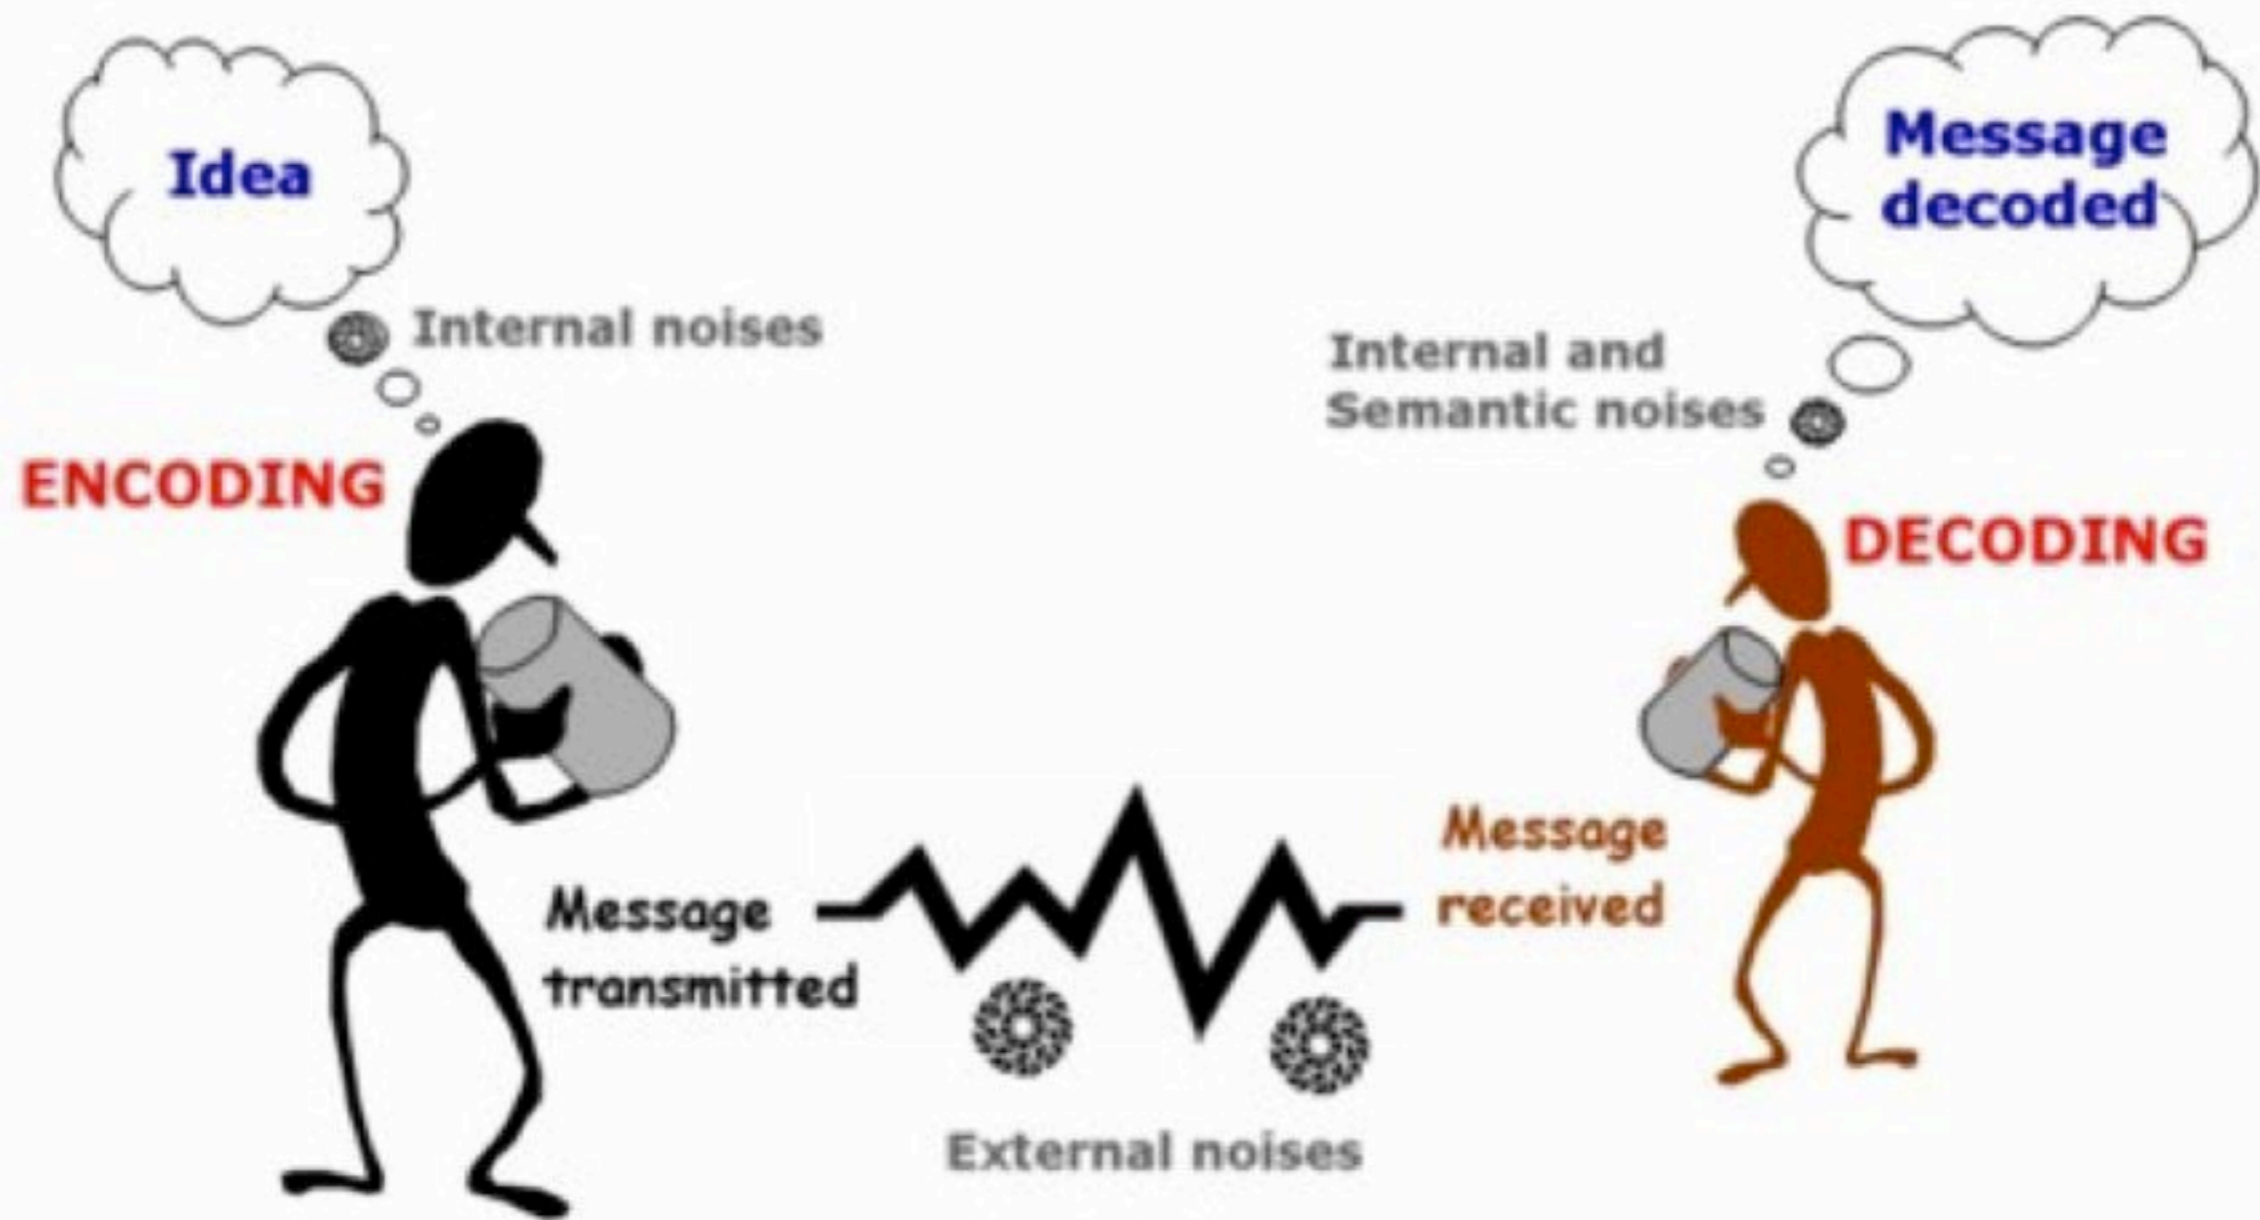 Idea
Message
decoded
Internal noises
Internal and
Semantic noises
ENCODING
DECODING
Message
received
Message
transmitted
External noises